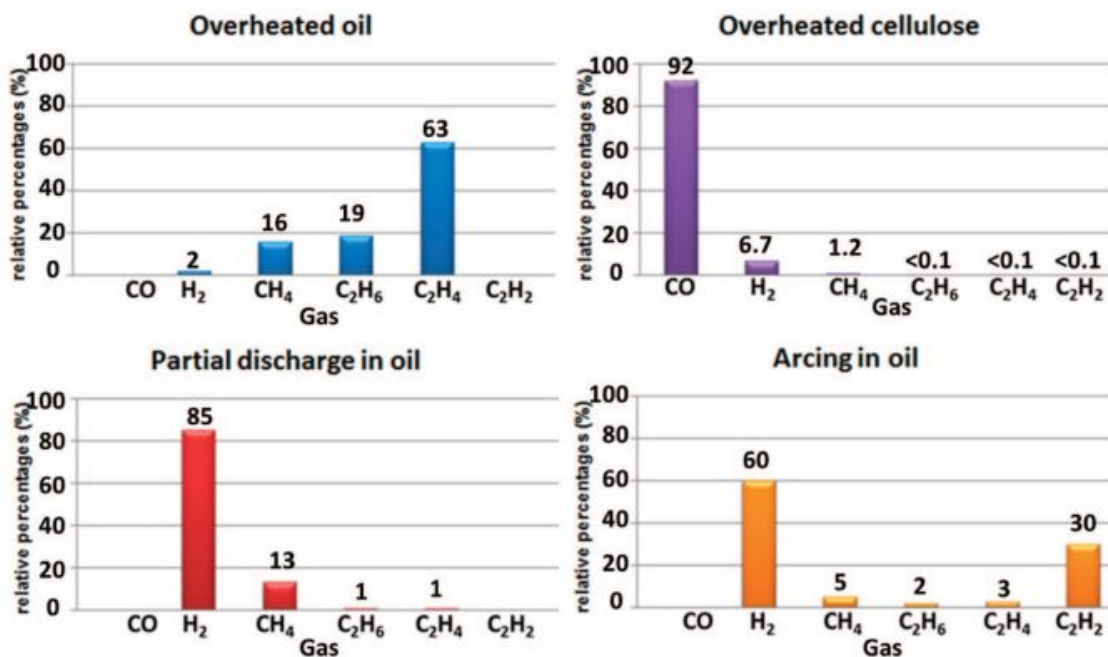 Overheated oil
relative percentages (%)
100
80
60
40
20
0
2
16
19
63
CO H₂ CH₄ C₂H₆ C₂H₄ C₂H₂
Gas
Overheated cellulose
relative percentages (%)
100
80
60
40
20
0
92
6.7
1.2
<0.1
<0.1
<0.1
CO H₂ CH₄ C₂H₆ C₂H₄ C₂H₂
Gas
Partial discharge in oil
relative percentages (%)
100
80
60
40
20
0
85
13
1
1
CO H₂ CH₄ C₂H₆ C₂H₄ C₂H₂
Gas
Arcing in oil
relative percentages (%)
100
80
60
40
20
0
60
5
2
3
30
CO H₂ CH₄ C₂H₆ C₂H₄ C₂H₂
Gas